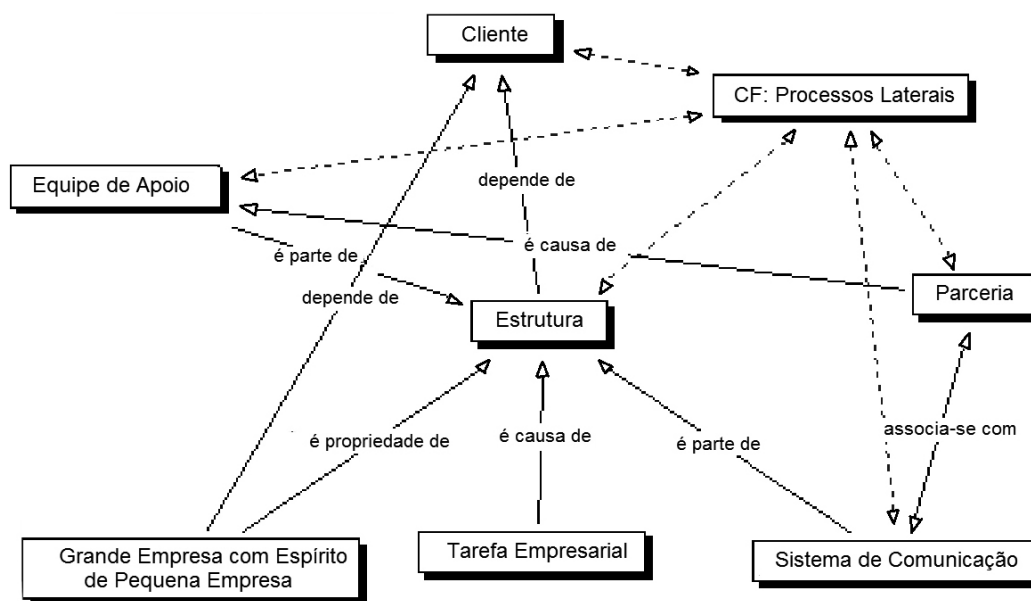 Cliente
CF: Processos Laterais
Equipe de Apoio
depende de
é causa de
é parte de
depende de
Parceria
Estrutura
associa-se com
é propriedade de
é causa de
é parte de
Grande Empresa com Espírito
de Pequena Empresa
Tarefa Empresarial
Sistema de Comunicação